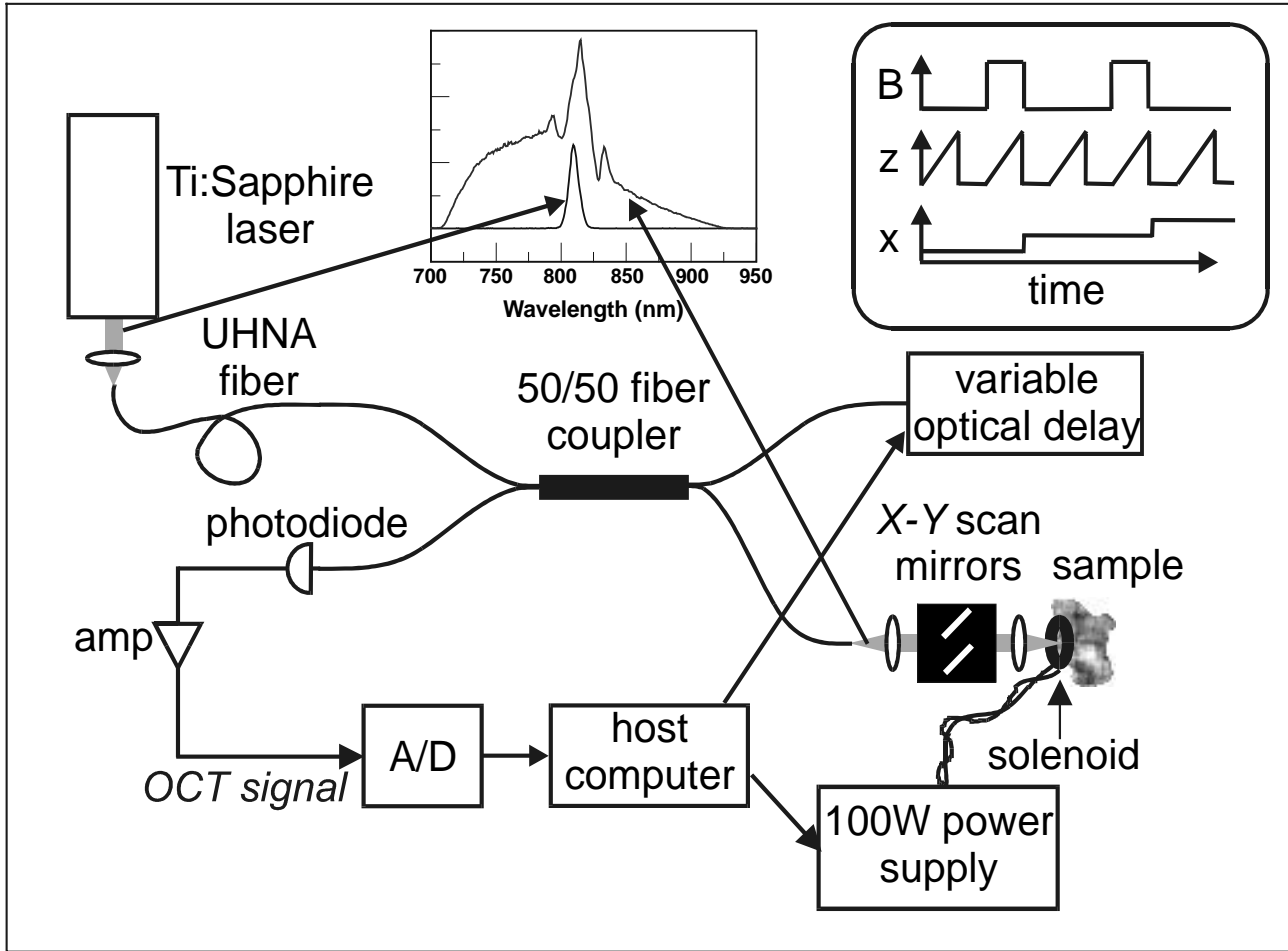 Ti:Sapphire
laser
700 750 800 850 900 950
Wavelength (nm)
B
z
x
time
UHNA
fiber
50/50 fiber
coupler
variable
optical delay
photodiode
X-Y scan
mirrors
sample
amp
OCT signal
A/D
host
computer
solenoid
100W power
supply